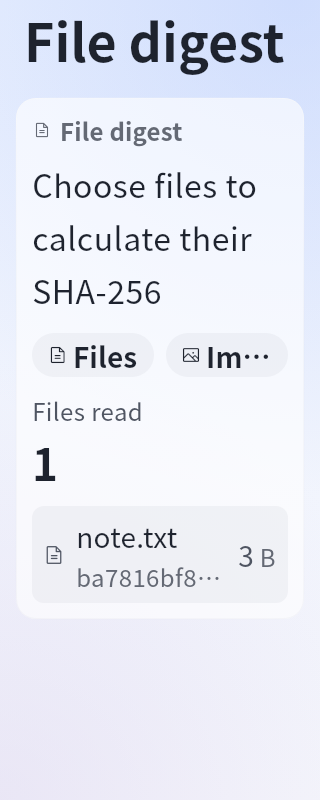 File digest
File digest
Choose files to
calculate their
SHA-256
Files
Im···
Files read
1
note.txt
3 B
ba7816bf8···